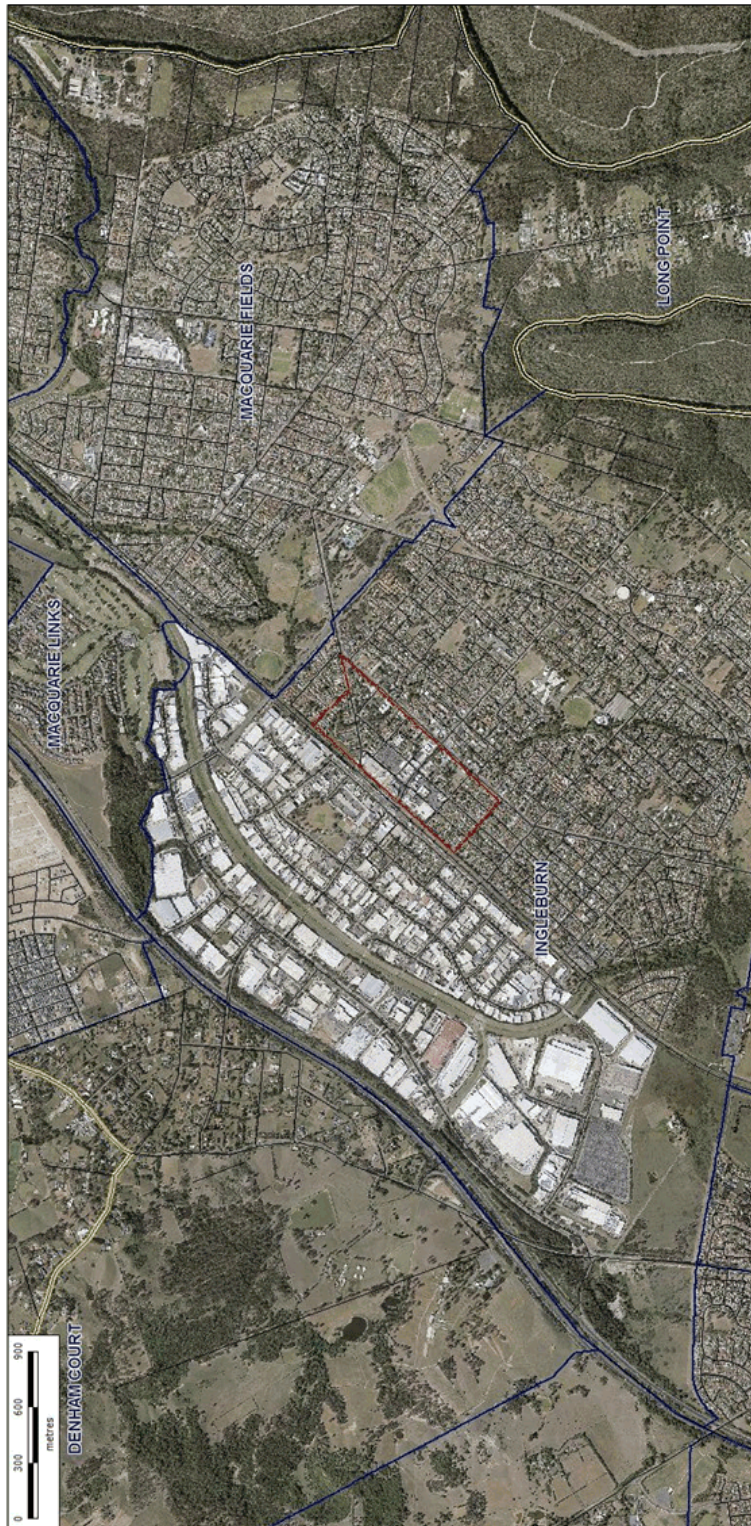 MACQUARIE FIELDS
LONG POINT
MACQUARIE LINKS
INGLEBURN
DENHAM COURT
0 300 600 900
metres